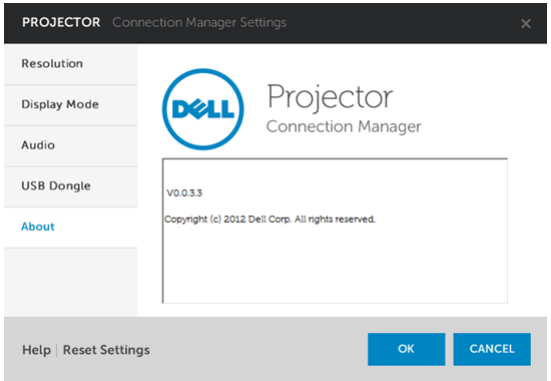 PROJECTOR Connection Manager Settings
Resolution
Display Mode
Audio
USB Dongle
About
DELL
Projector
Connection Manager
V0.0.3.3
Copyright (c) 2012 Dell Corp. All rights reserved.
Help | Reset Settings
OK
CANCEL